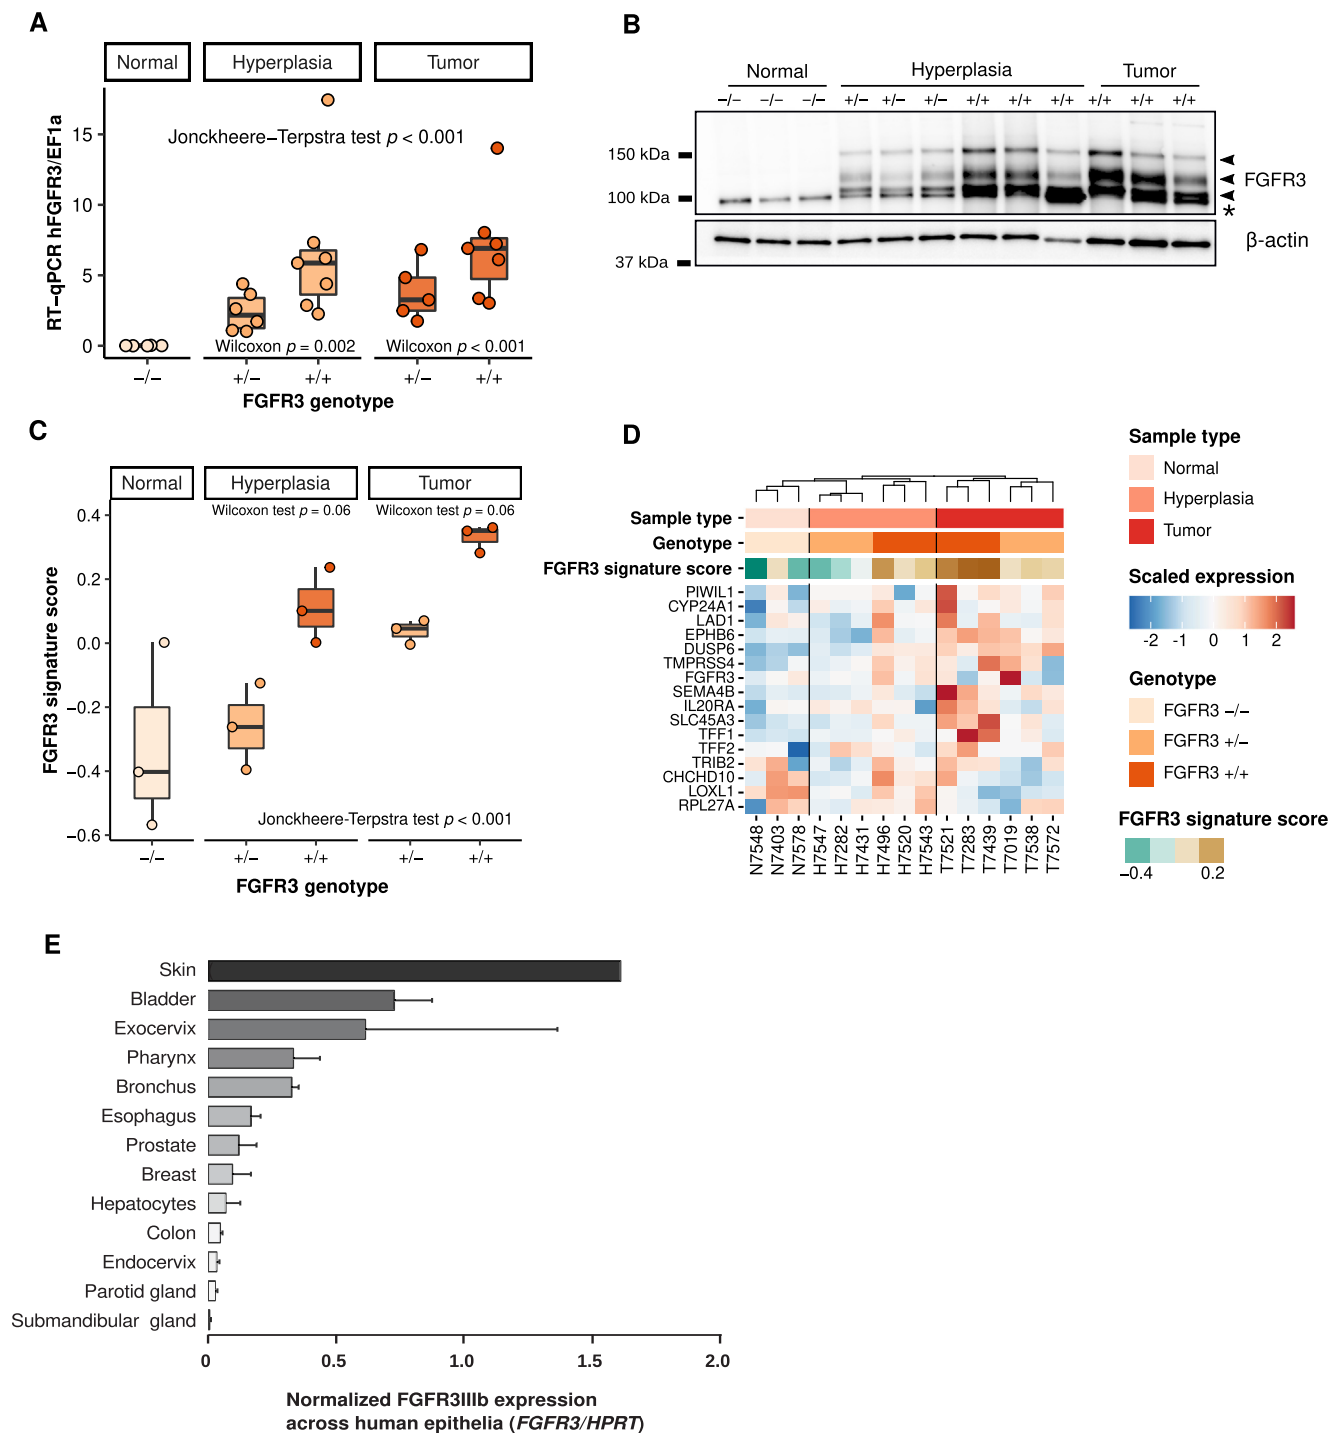 A
Normal
Hyperplasia
Tumor
Jonckheere−Terpstra test p < 0.001
RT−qPCR hFGFR3/EF1a
15
10
5
0
Wilcoxon p = 0.002
Wilcoxon p < 0.001
−/−
+/−
+/+
+/−
+/+
FGFR3 genotype
B
Normal
Hyperplasia
Tumor
−/− −/− −/− +/− +/− +/− +/+ +/+ +/+ +/+ +/+ +/+
150 kDa
100 kDa
37 kDa
FGFR3
*
β-actin
C
Normal
Hyperplasia
Tumor
Wilcoxon test p = 0.06
Wilcoxon test p = 0.06
FGFR3 signature score
0.4
0.2
0.0
−0.2
−0.4
−0.6
Jonckheere-Terpstra test p < 0.001
−/−
+/−
+/+
+/−
+/+
FGFR3 genotype
D
Sample type
Genotype
FGFR3 signature score
PIWIL1
CYP24A1
LAD1
EPHB6
DUSP6
TMPRSS4
FGFR3
SEMA4B
IL20RA
SLC45A3
TFF1
TFF2
TRIB2
CHCHD10
LOXL1
RPL27A
N7548
N7403
N7578
H7547
H7282
H7431
H7496
H7520
H7543
T7521
T7283
T7439
T7019
T7538
T7572
Sample type
Normal
Hyperplasia
Tumor
Scaled expression
-2 -1 0 1 2
Genotype
FGFR3 −/−
FGFR3 +/−
FGFR3 +/+
FGFR3 signature score
−0.4 0.2
E
Skin
Bladder
Exocervix
Pharynx
Bronchus
Esophagus
Prostate
Breast
Hepatocytes
Colon
Endocervix
Parotid gland
Submandibular gland
0 0.5 1.0 1.5 2.0
Normalized FGFR3IIIb expression
across human epithelia (FGFR3/HPRT)